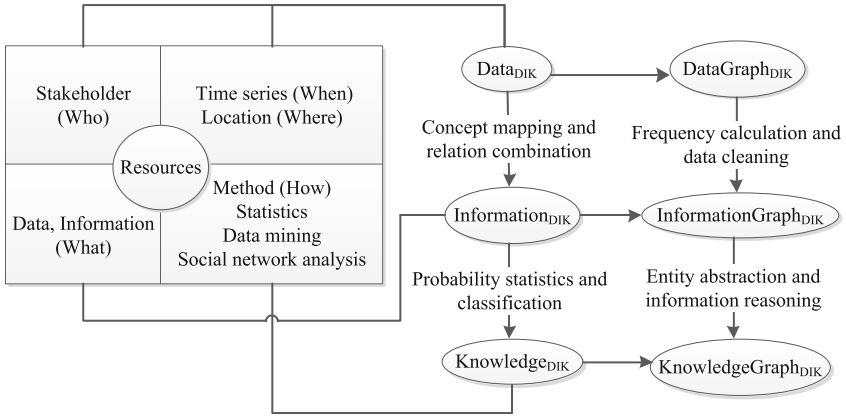 Stakeholder
(Who)
Time series (When)
Location (Where)
Resources
Data, Information
(What)
Method (How)
Statistics
Data mining
Social network analysis
DataDIK
DataGraphDIK
Concept mapping and
relation combination
Frequency calculation and
data cleaning
InformationDIK
InformationGraphDIK
Probability statistics and
classification
Entity abstraction and
information reasoning
KnowledgeDIK
KnowledgeGraphDIK